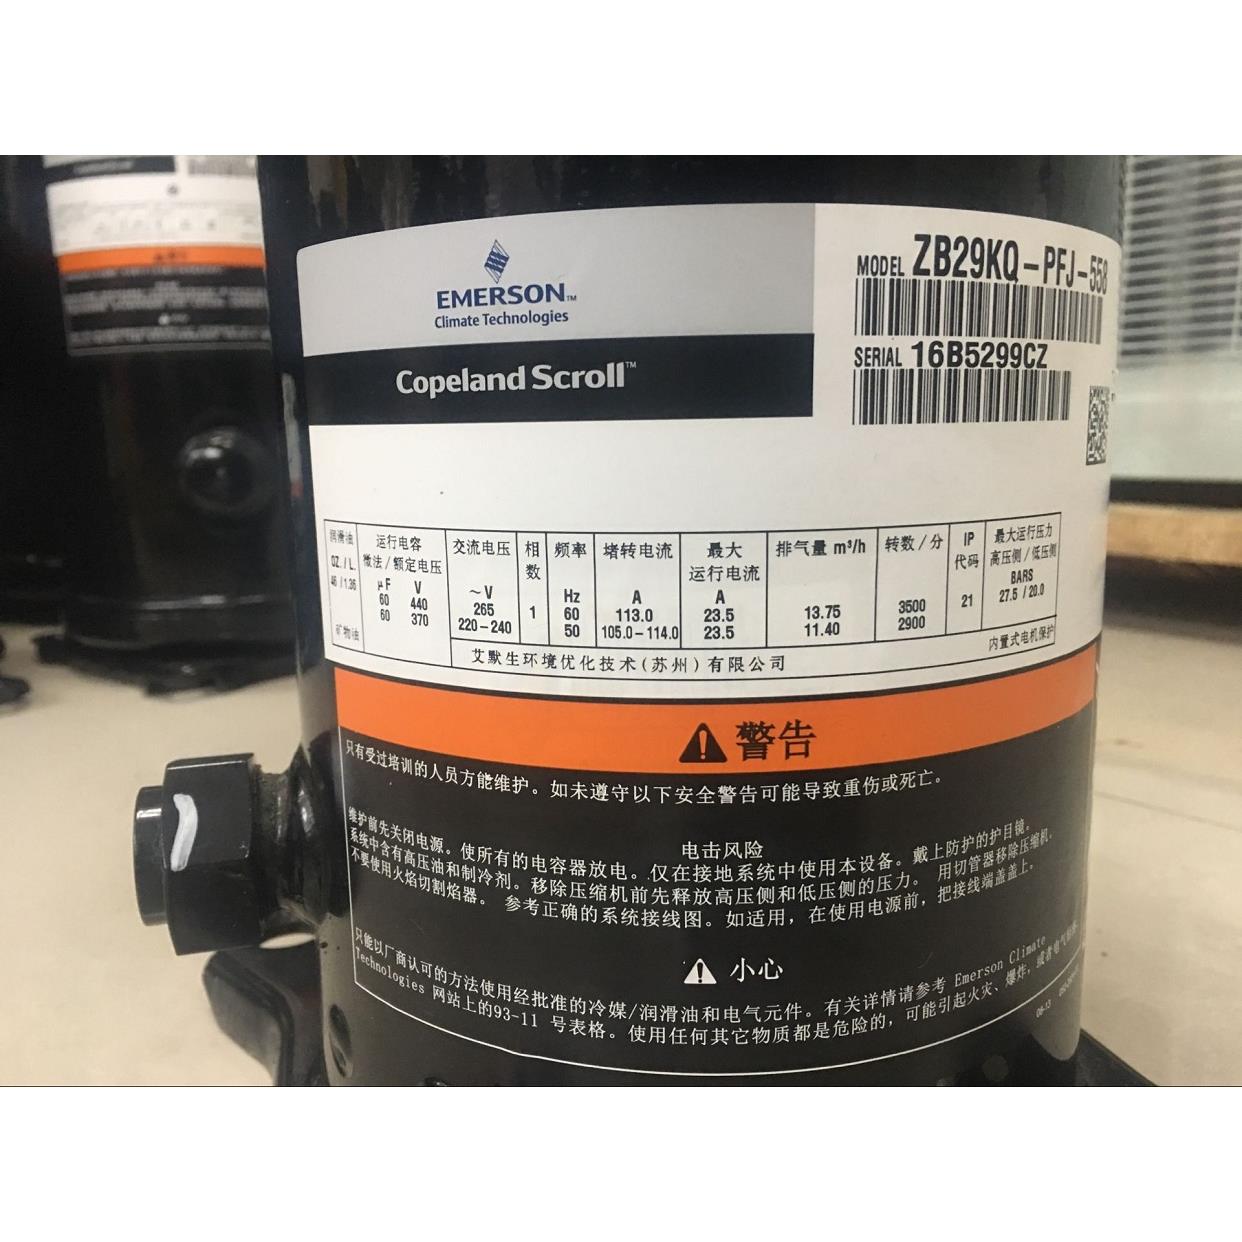 EMERSON™
Climate Technologies
Copeland Scroll™
MODEL ZB29KQ-PFJ-558
SERIAL 16B5299CZ
润滑油 运行电容 交流电压 相数 频率 堵转电流 最大运行电流 排气量 m³/h 转数/分 IP代码 最大运行压力
OZ./L. 微法/额定电压 高压侧/低压侧
46/1.36 μF V ~V Hz A A BARS
60 440 265 1 60 113.0 23.5 13.75 3500 21 27.5/20.0
60 370 220-240 50 105.0-114.0 23.5 11.40 2900
矿物油 艾默生环境优化技术(苏州)有限公司 内置式电机保护
警告
只有受过培训的人员方能维护。如未遵守以下安全警告可能导致重伤或死亡。
电击风险
维护前先关闭电源。使所有的电容器放电。仅在接地系统中使用本设备。戴上防护的护目镜。
系统中含有高压油和制冷剂。移除压缩机前先释放高压侧和低压侧的压力。用切管器移除压缩机。
不要使用火焰切割焰器。参考正确的系统接线图。如适用，在使用电源前，把接线端盖盖上。
小心
只能以厂商认可的方法使用经批准的冷媒/润滑油和电气元件。有关详情请参考 Emerson Climate
Technologies 网站上的93-11 号表格。使用任何其它物质都是危险的，可能引起火灾、爆炸，或者电气
06-13